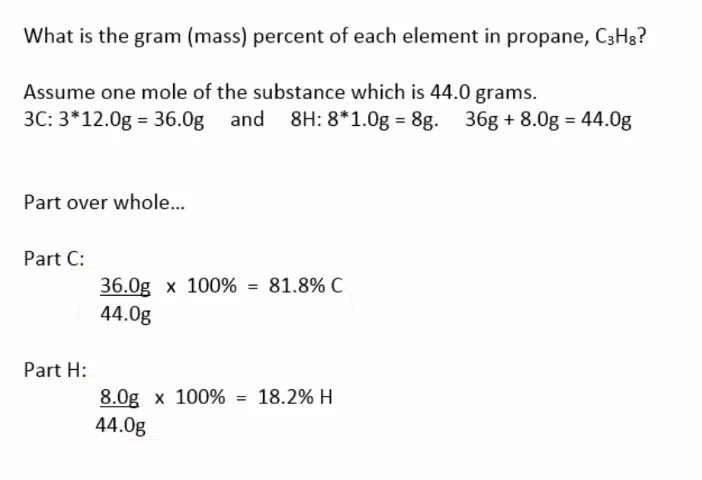 What is the gram (mass) percent of each element in propane, C₃H₈?
Assume one mole of the substance which is 44.0 grams.
3C: 3*12.0g = 36.0g and 8H: 8*1.0g = 8g. 36g + 8.0g = 44.0g
Part over whole...
Part C:
36.0g x 100% = 81.8% C
44.0g
Part H:
8.0g x 100% = 18.2% H
44.0g